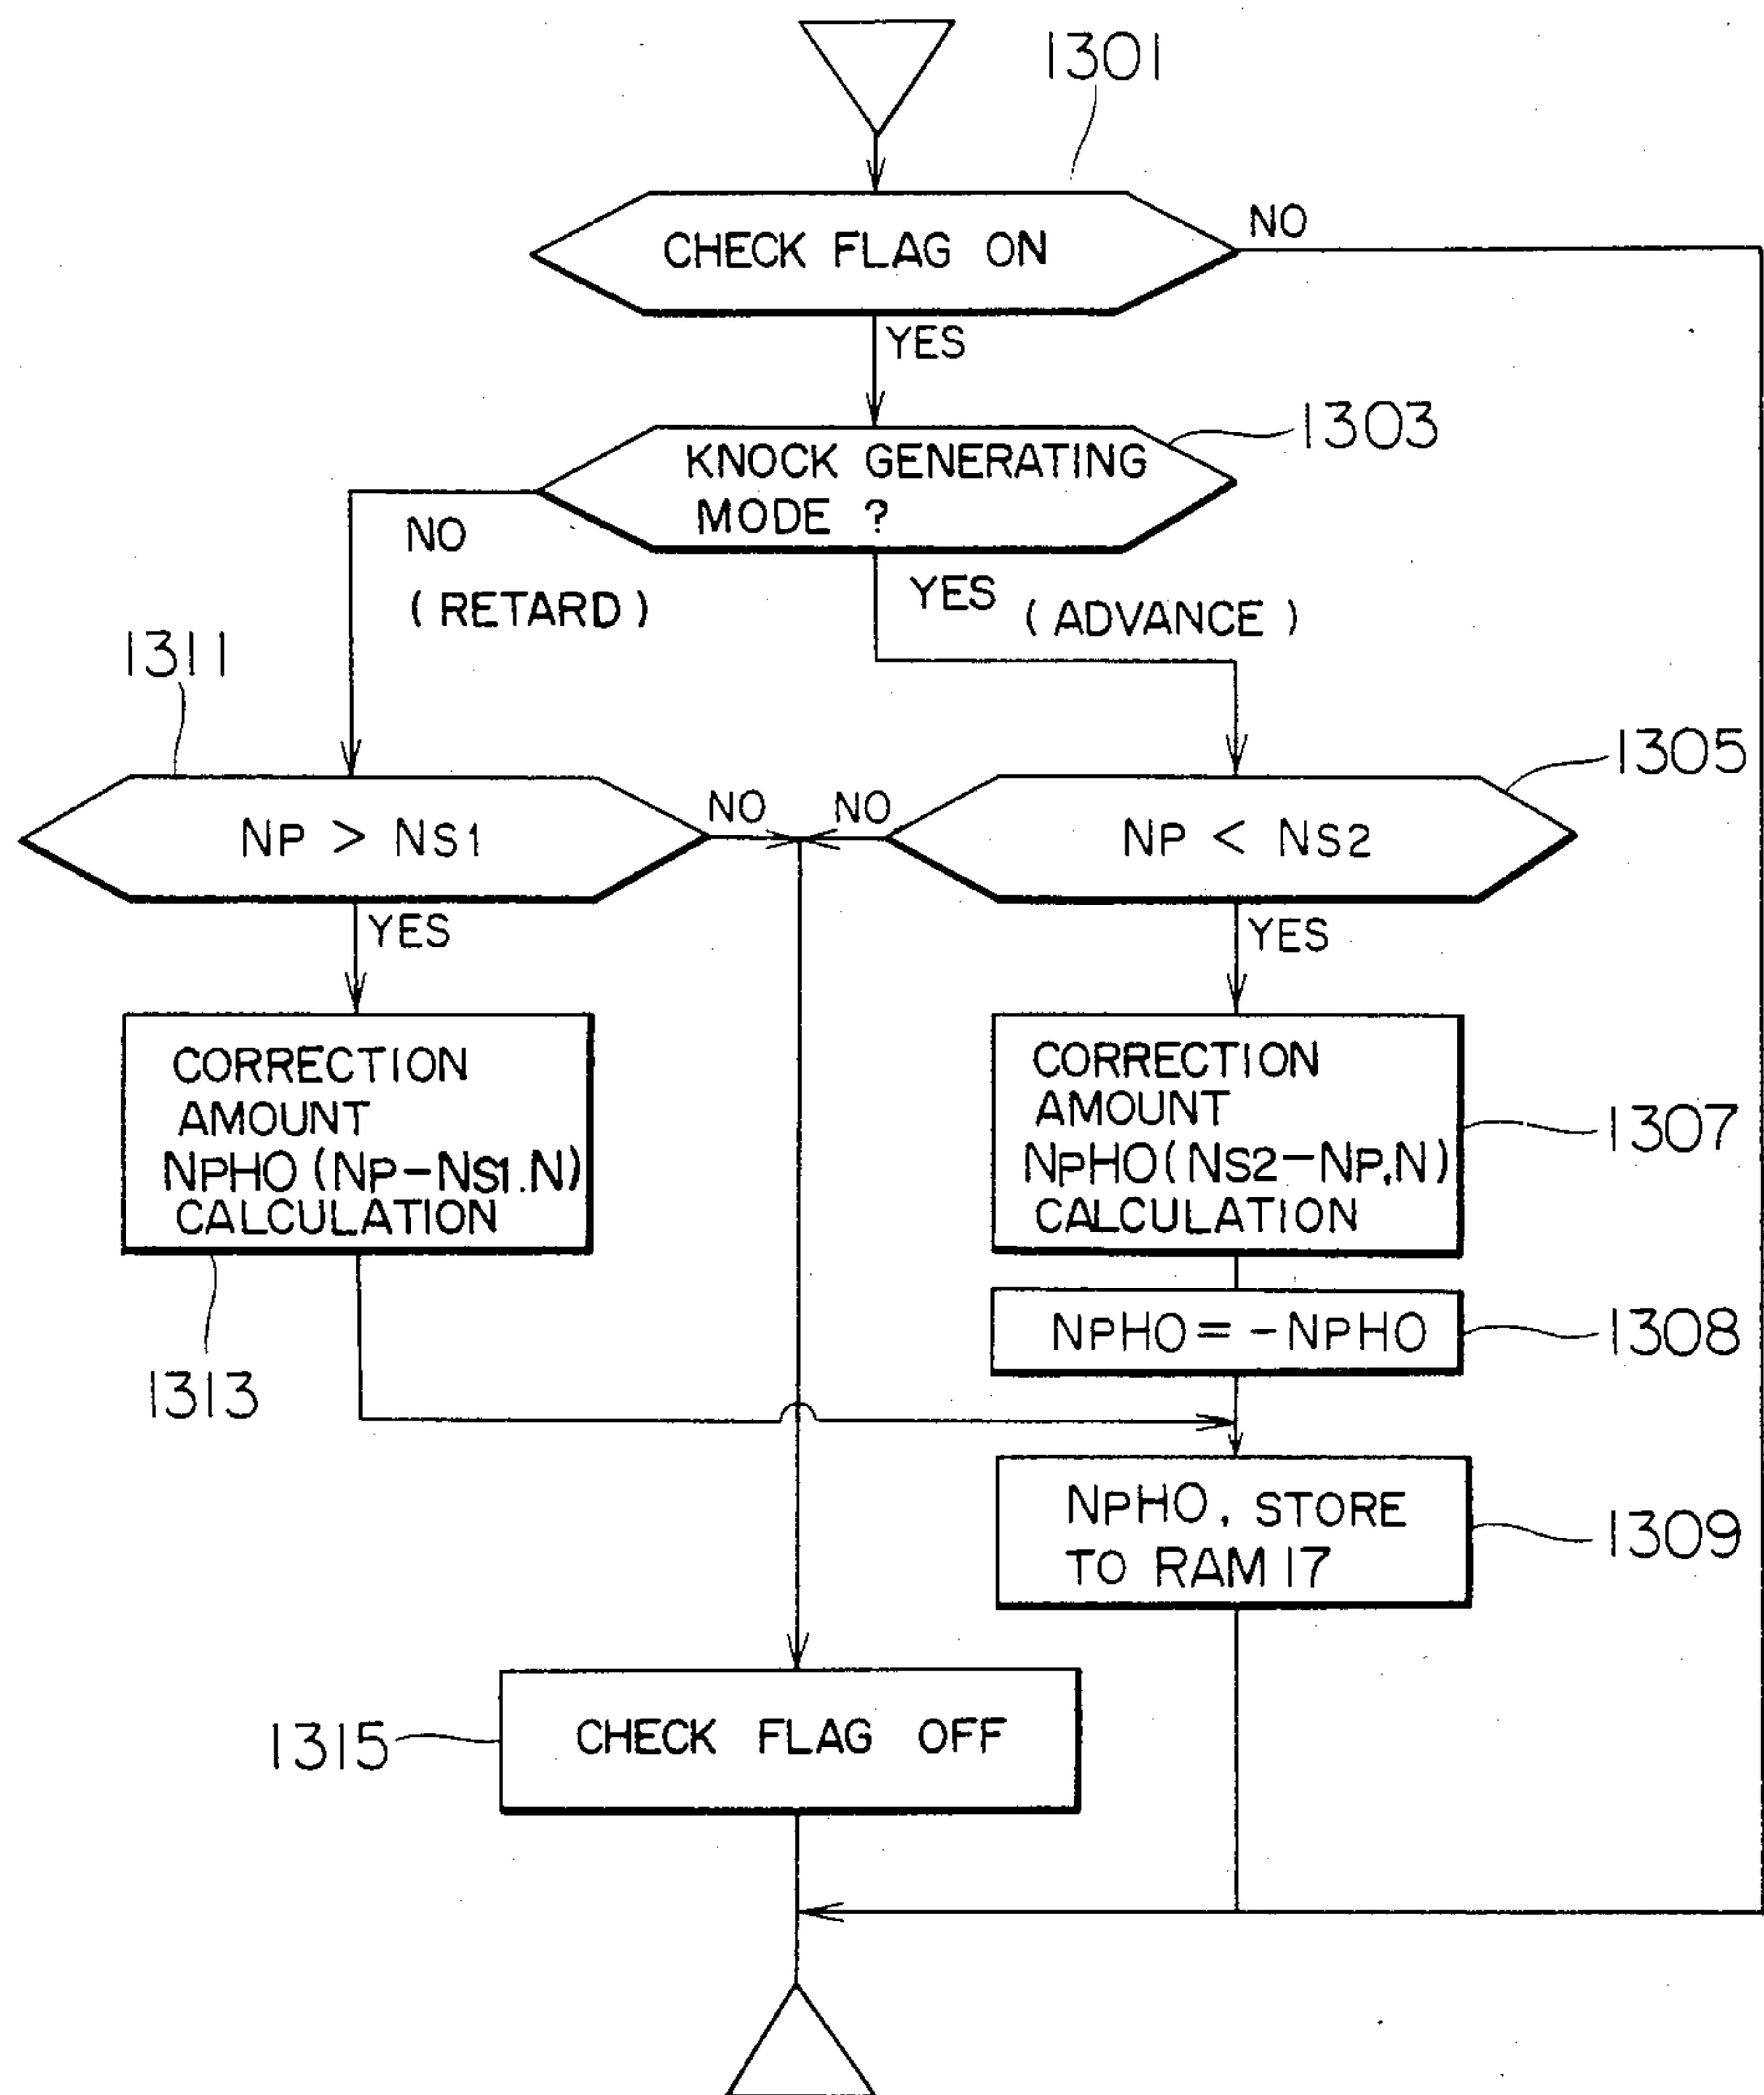 1301
CHECK FLAG ON
NO
YES
1303
KNOCK GENERATING
MODE ?
NO
(RETARD)
YES
(ADVANCE)
1311
1305
NP > NS1
NO
NO
NP < NS2
YES
YES
CORRECTION
AMOUNT
NPHO (NP-NS1.N)
CALCULATION
CORRECTION
AMOUNT
NPHO(NS2-NP,N)
CALCULATION
1307
NPHO = -NPHO
1308
1313
NPHO, STORE
TO RAM 17
1309
1315
CHECK FLAG OFF